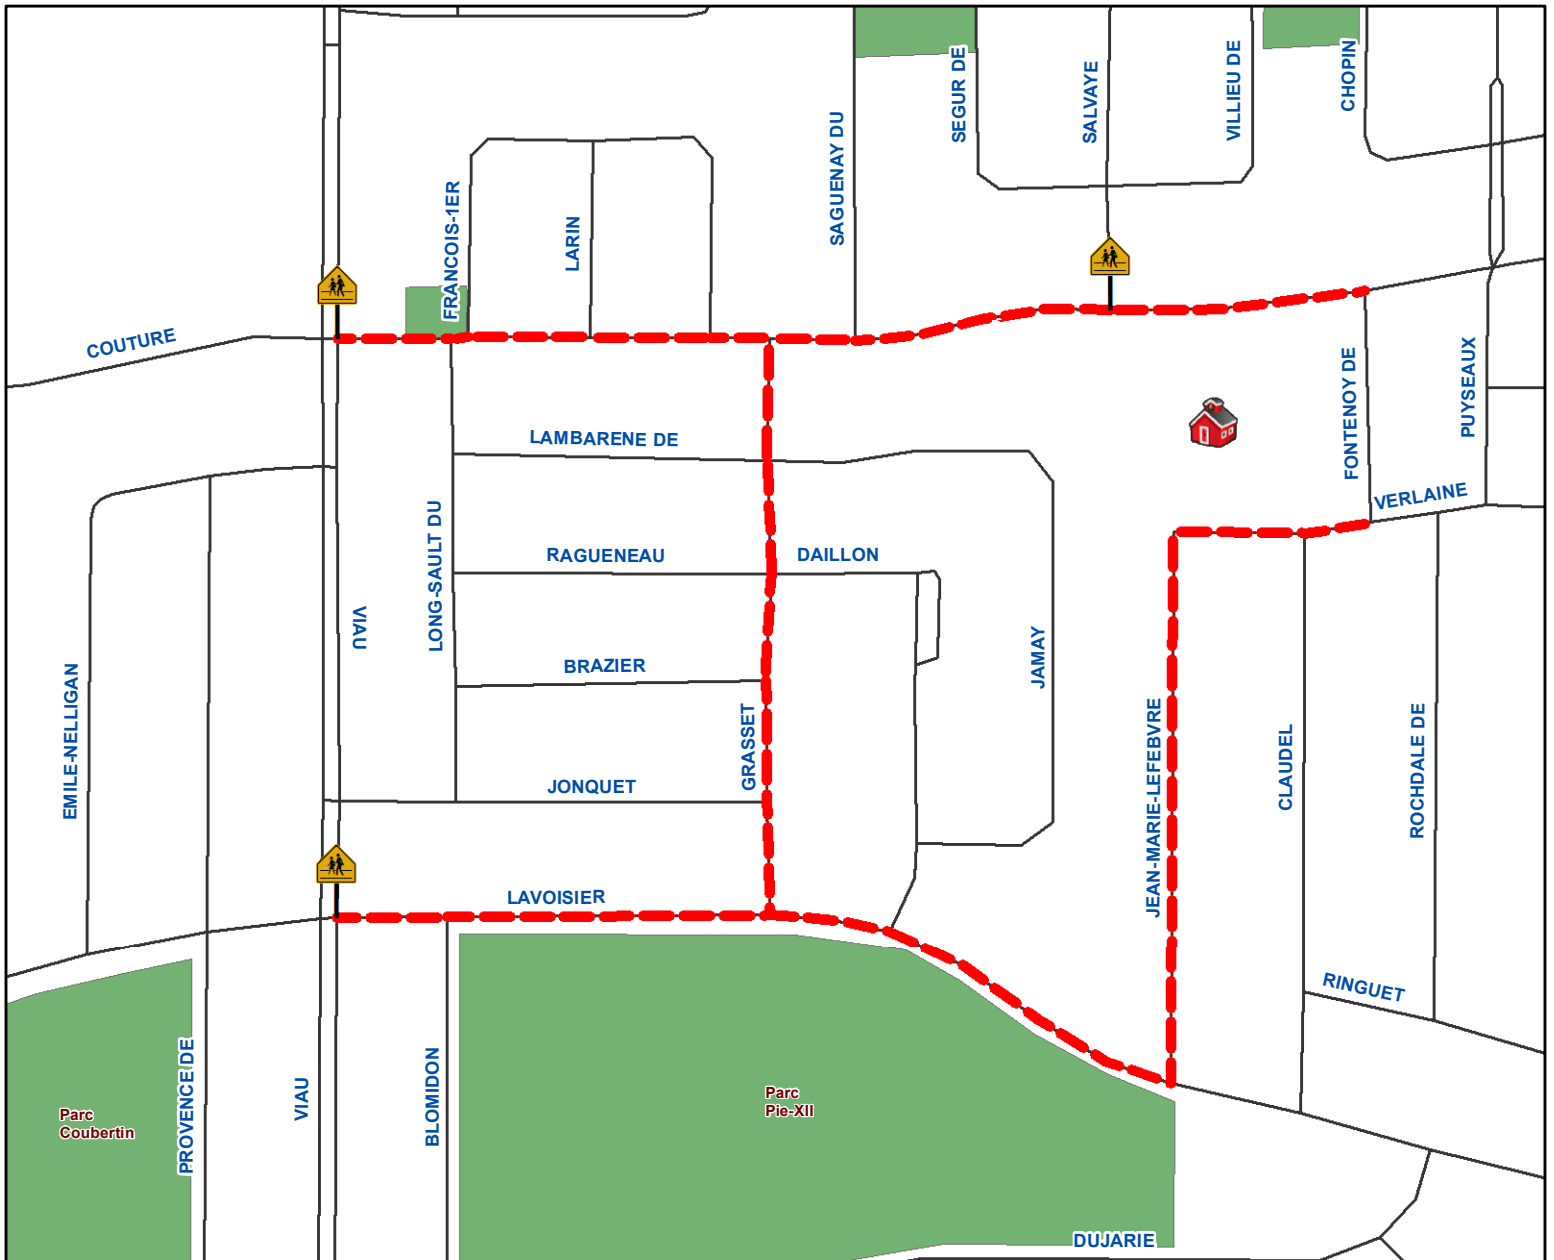 SEGUR DE
SALVAYE
VILLIEU DE
CHOPIN
SAGUENAY DU
FRANCOIS-1ER
LARIN
COUTURE
FONTENOY DE
PUYSEAUX
LAMBARENE DE
VERLAINE
LONG-SAULT DU
RAGUENEAU
DAILLON
VIAU
JAMAY
BRAZIER
EMILE-NELLIGAN
GRASSET
JEAN-MARIE-LEFEBVRE
CLAUDEL
ROCHDALE DE
JONQUET
LAVOISIER
RINGUET
PROVENCE DE
VIAU
BLOMIDON
Parc
Pie-XII
Parc
Coubertin
DUJARIE